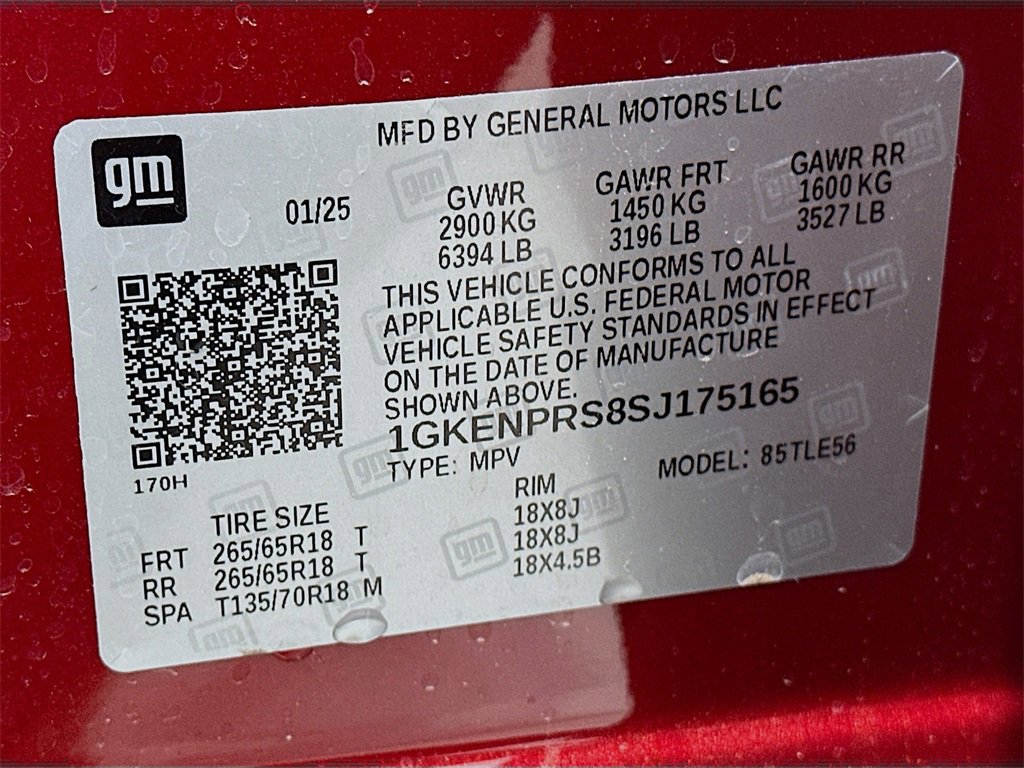 gm
MFD BY GENERAL MOTORS LLC
01/25
GVWR GAWR FRT GAWR RR
2900 KG 1450 KG 1600 KG
6394 LB 3196 LB 3527 LB
THIS VEHICLE CONFORMS TO ALL
APPLICABLE U.S. FEDERAL MOTOR
VEHICLE SAFETY STANDARDS IN EFFECT
ON THE DATE OF MANUFACTURE
SHOWN ABOVE.
1GKENPRS8SJ175165
TYPE: MPV MODEL: 85TLE56
170H
TIRE SIZE RIM
FRT 265/65R18 T 18X8J
RR 265/65R18 T 18X8J
SPA T135/70R18 M 18X4.5B